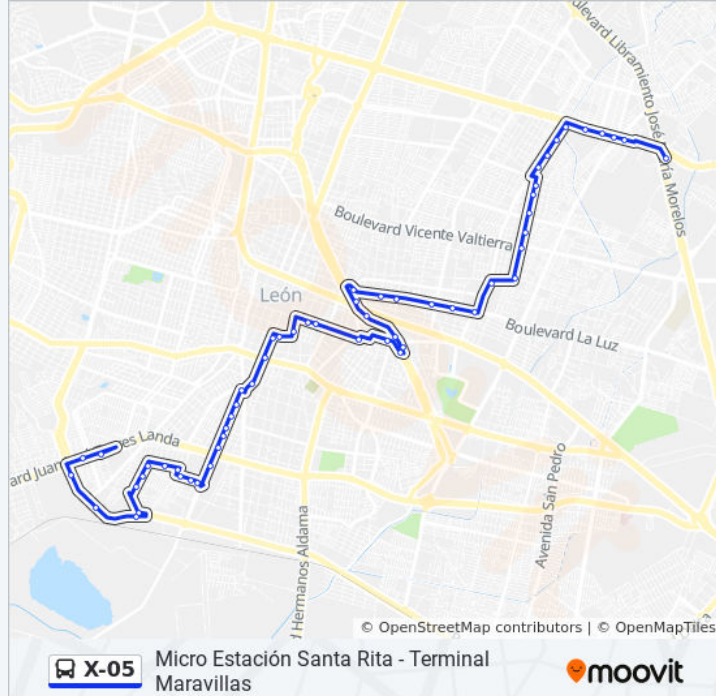 Boulevard Libramiento José
María Morelos
Boulevard Vicente Valtierra
León
Boulevard La Luz
Landa
Avenida San Pedro
Hermanos Aldama
© OpenStreetMap contributors | © OpenMapTiles
X-05
Micro Estación Santa Rita - Terminal
Maravillas
moovit